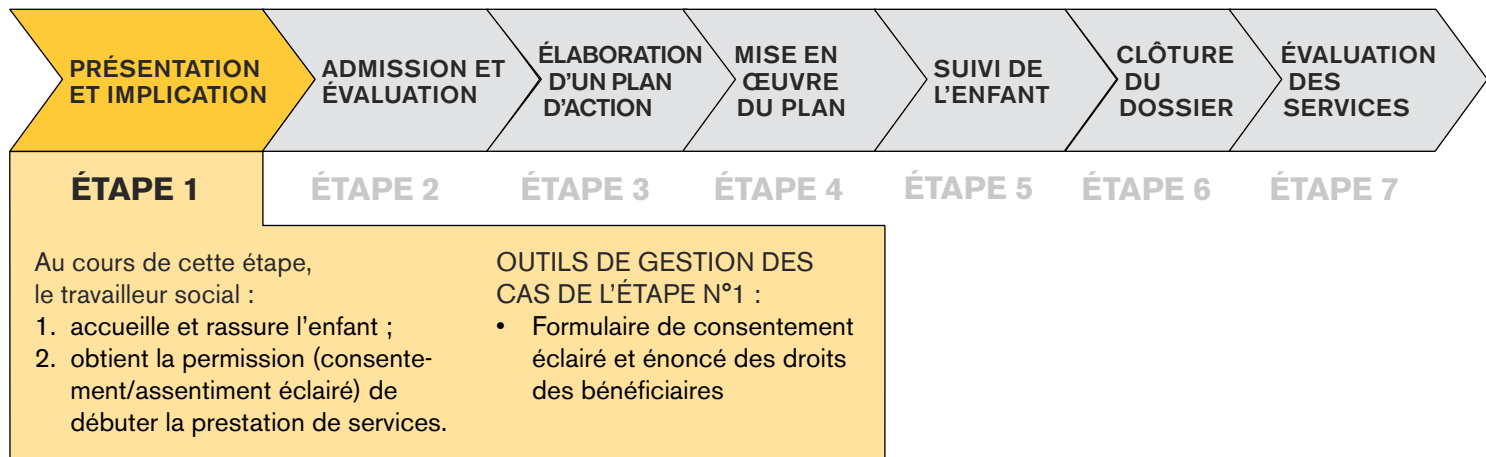 PRÉSENTATION
ET IMPLICATION
ADMISSION ET
ÉVALUATION
ÉLABORATION
D'UN PLAN
D'ACTION
MISE EN
ŒUVRE
DU PLAN
SUIVI DE
L'ENFANT
CLÔTURE
DU
DOSSIER
ÉVALUATION
DES
SERVICES
ÉTAPE 1
ÉTAPE 2
ÉTAPE 3
ÉTAPE 4
ÉTAPE 5
ÉTAPE 6
ÉTAPE 7
Au cours de cette étape,
le travailleur social :
1. accueille et rassure l'enfant ;
2. obtient la permission (consente-
ment/assentiment éclairé) de
débuter la prestation de services.
OUTILS DE GESTION DES
CAS DE L'ÉTAPE N°1 :
• Formulaire de consentement
éclairé et énoncé des droits
des bénéficiaires